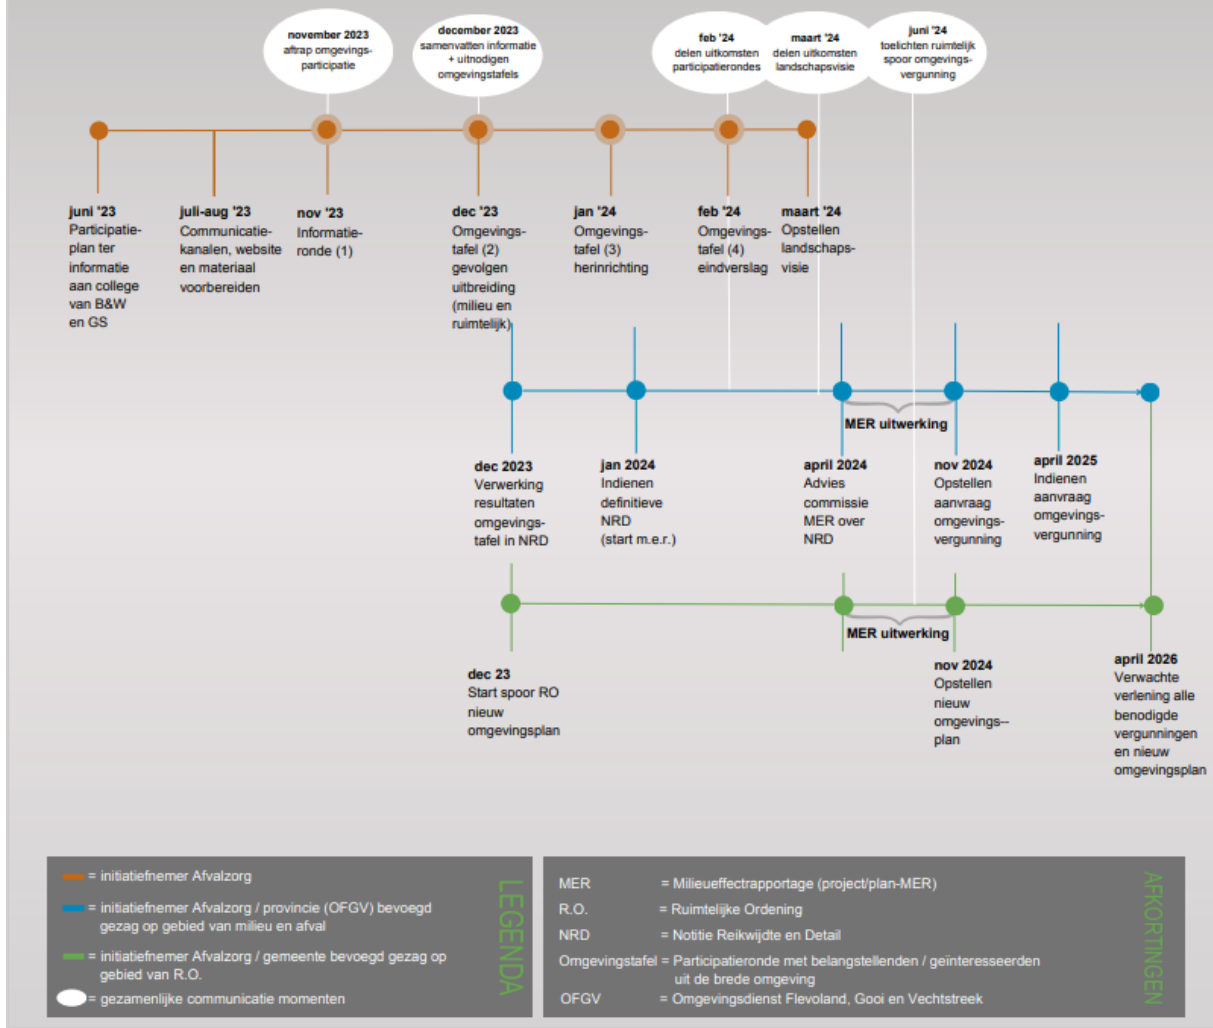 november 2023
aftrap omgevings-
participatie
december 2023
samenvatten informatie
+ uitnodigen
omgevingstafels
feb '24
delen uitkomsten
participatierondes
maart '24
delen uitkomsten
landschapsvisie
juni '24
toelichten ruimtelijk
spoor omgevings-
vergunning
juni '23
Participatie-
plan ter
informatie
aan college
van B&W
en GS
juli-aug '23
Communicatie-
kanalen, website
en materiaal
voorbereiden
nov '23
Informatie-
ronde (1)
dec '23
Omgevings-
tafel (2)
gevolgen
uitbreiding
(milieu en
ruimtelijk)
jan '24
Omgevings-
tafel (3)
herinrichting
feb '24
Omgevings-
tafel (4)
eindverslag
maart '24
Opstellen
landschaps-
visie
MER uitwerking
dec 2023
Verwerking
resultaten
omgevings-
tafel in NRD
jan 2024
Indienen
definitieve
NRD
(start m.e.r.)
april 2024
Advies
commissie
MER over
NRD
nov 2024
Opstellen
aanvraag
omgevings-
vergunning
april 2025
Indienen
aanvraag
omgevings-
vergunning
MER uitwerking
dec 23
Start spoor RO
nieuw
omgevingsplan
nov 2024
Opstellen
nieuw
omgevings--
plan
april 2026
Verwachte
verlening alle
benodigde
vergunningen
en nieuw
omgevingsplan
LEGENDA
= initiatiefnemer Afvalzorg
= initiatiefnemer Afvalzorg / provincie (OFGV) bevoegd
gezag op gebied van milieu en afval
= initiatiefnemer Afvalzorg / gemeente bevoegd gezag op
gebied van R.O.
= gezamenlijke communicatie momenten
AFKORTINGEN
MER = Milieueffectrapportage (project/plan-MER)
R.O. = Ruimtelijke Ordening
NRD = Notitie Reikwijdte en Detail
Omgevingstafel = Participatieronde met belangstellenden / geïnteresseerden
uit de brede omgeving
OFGV = Omgevingsdienst Flevoland, Gooi en Vechtstreek